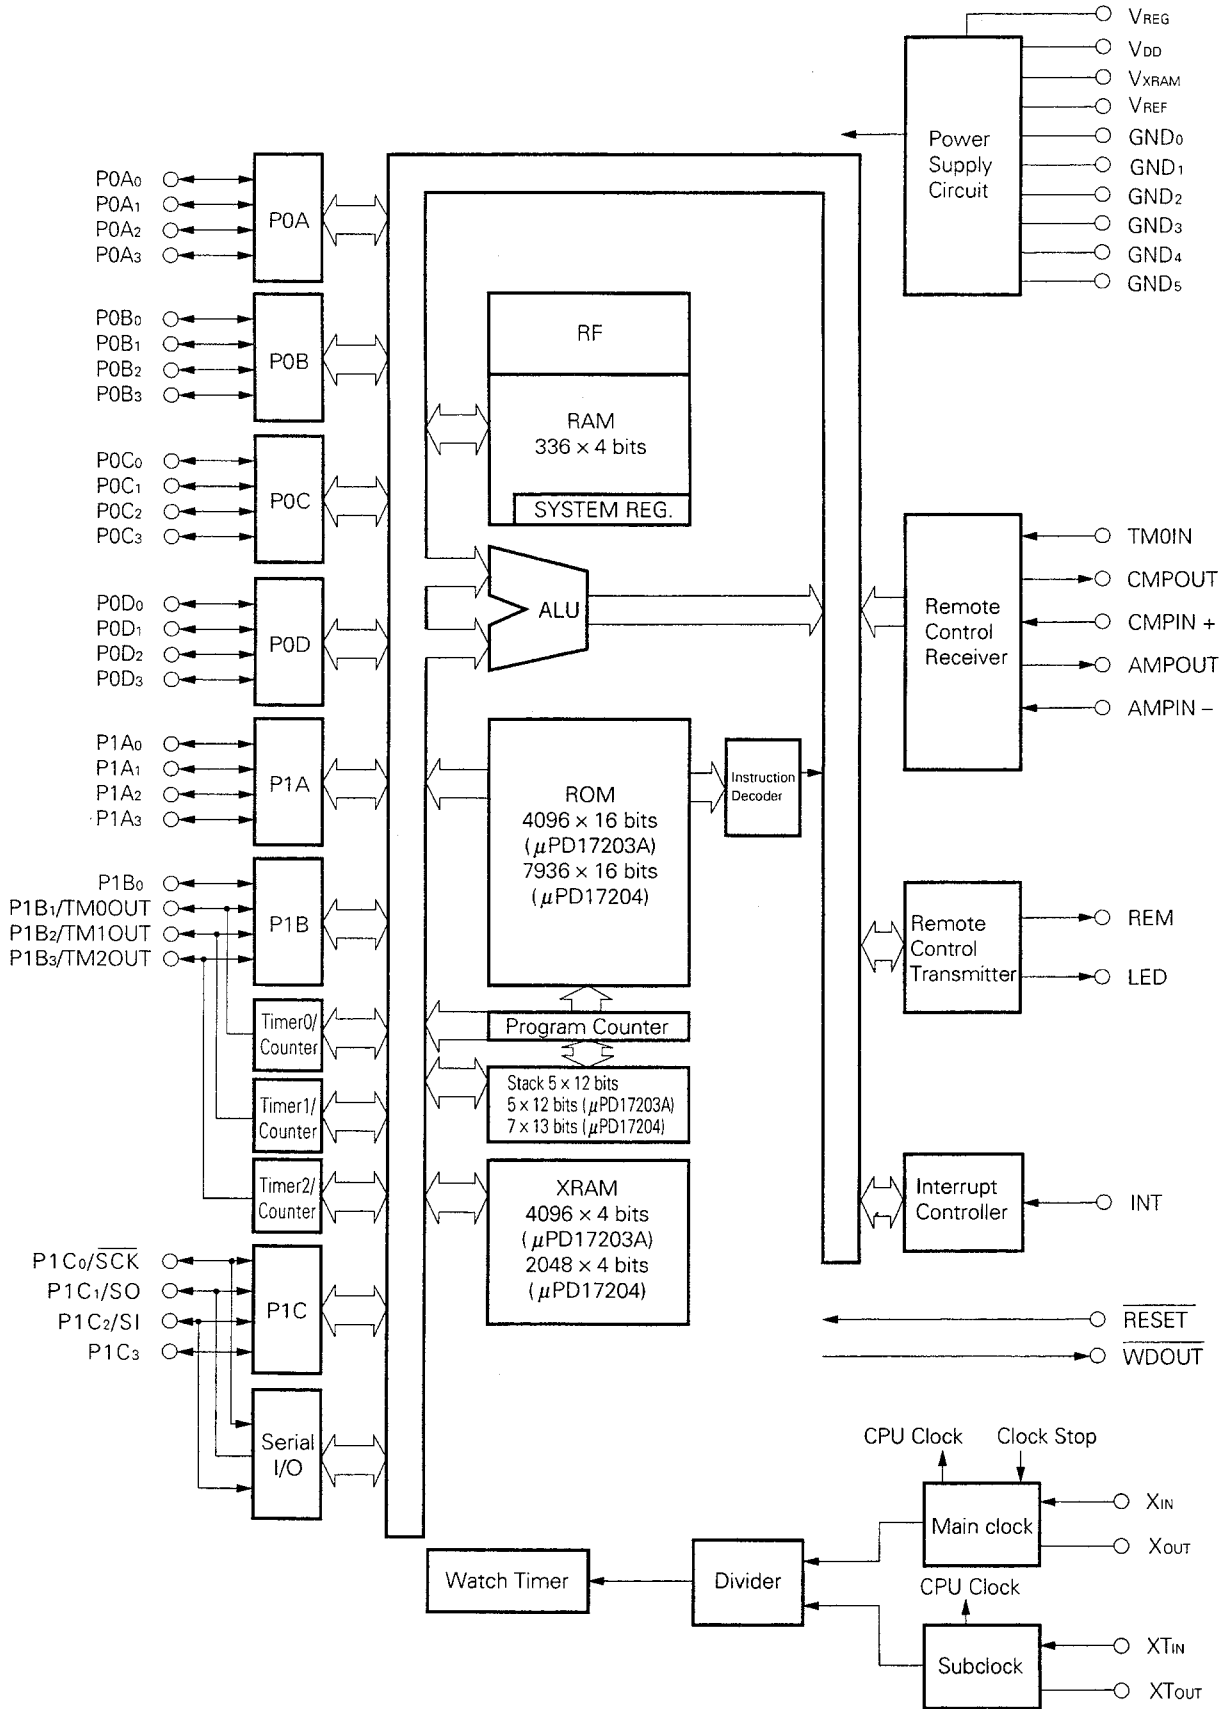 VREG
VDD
VXRAM
VREF
GND0
GND1
GND2
GND3
GND4
GND5
Power
Supply
Circuit
P0A0
P0A1
P0A2
P0A3
P0A
P0B0
P0B1
P0B2
P0B3
P0B
P0C0
P0C1
P0C2
P0C3
P0C
P0D0
P0D1
P0D2
P0D3
P0D
P1A0
P1A1
P1A2
P1A3
P1A
P1B0
P1B1/TM0OUT
P1B2/TM1OUT
P1B3/TM2OUT
P1B
Timer0/
Counter
Timer1/
Counter
Timer2/
Counter
P1C0/SCK
P1C1/SO
P1C2/SI
P1C3
P1C
Serial
I/O
RF
RAM
336 × 4 bits
SYSTEM REG.
ALU
ROM
4096 × 16 bits
(μPD17203A)
7936 × 16 bits
(μPD17204)
Instruction
Decoder
Program Counter
Stack 5 × 12 bits
5 × 12 bits (μPD17203A)
7 × 13 bits (μPD17204)
XRAM
4096 × 4 bits
(μPD17203A)
2048 × 4 bits
(μPD17204)
Remote
Control
Receiver
TM0IN
CMPOUT
CMPIN +
AMPOUT
AMPIN –
Remote
Control
Transmitter
REM
LED
Interrupt
Controller
INT
RESET
WDOUT
CPU Clock
Clock Stop
Main clock
XIN
XOUT
Watch Timer
Divider
CPU Clock
Subclock
XTIN
XTOUT